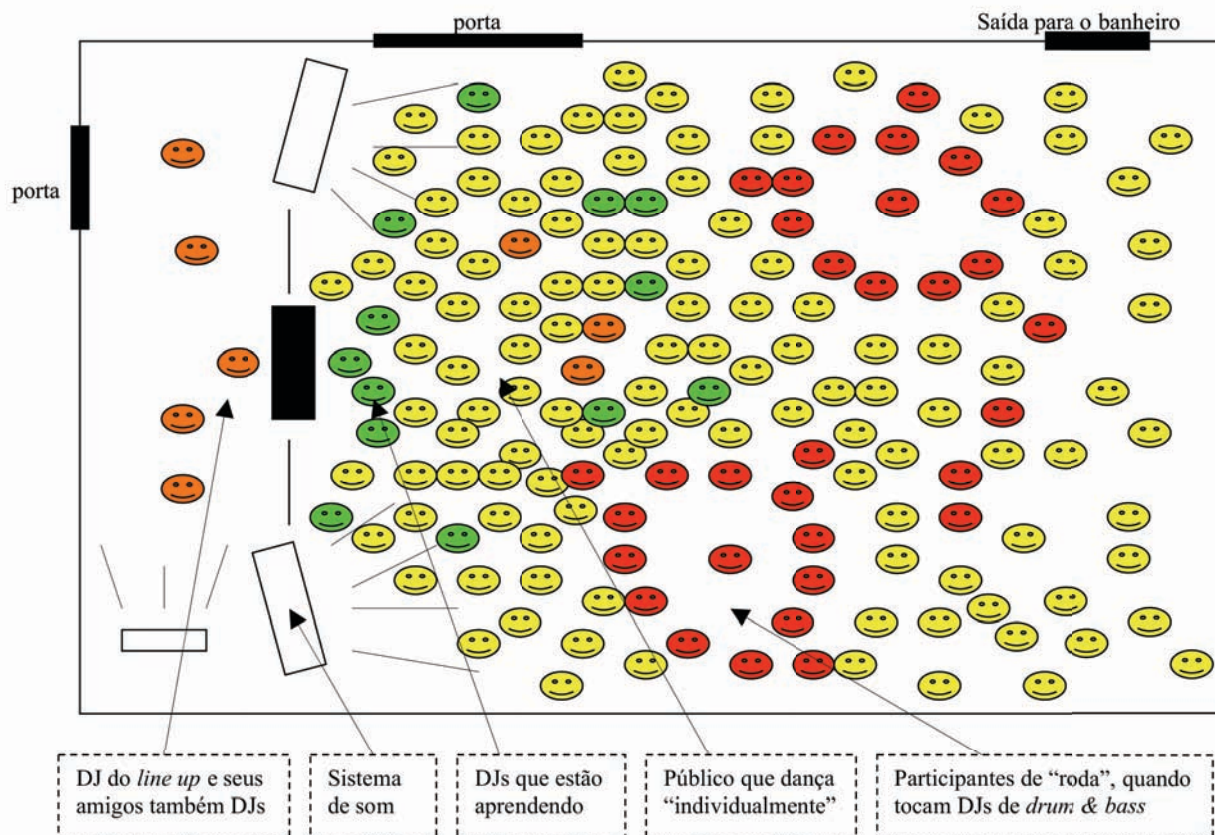 porta
Saída para o banheiro
porta
DJ do line up e seus
amigos também DJs
Sistema
de som
DJs que estão
aprendendo
Público que dança
“individualmente”
Participantes de “roda”, quando
tocam DJs de drum & bass